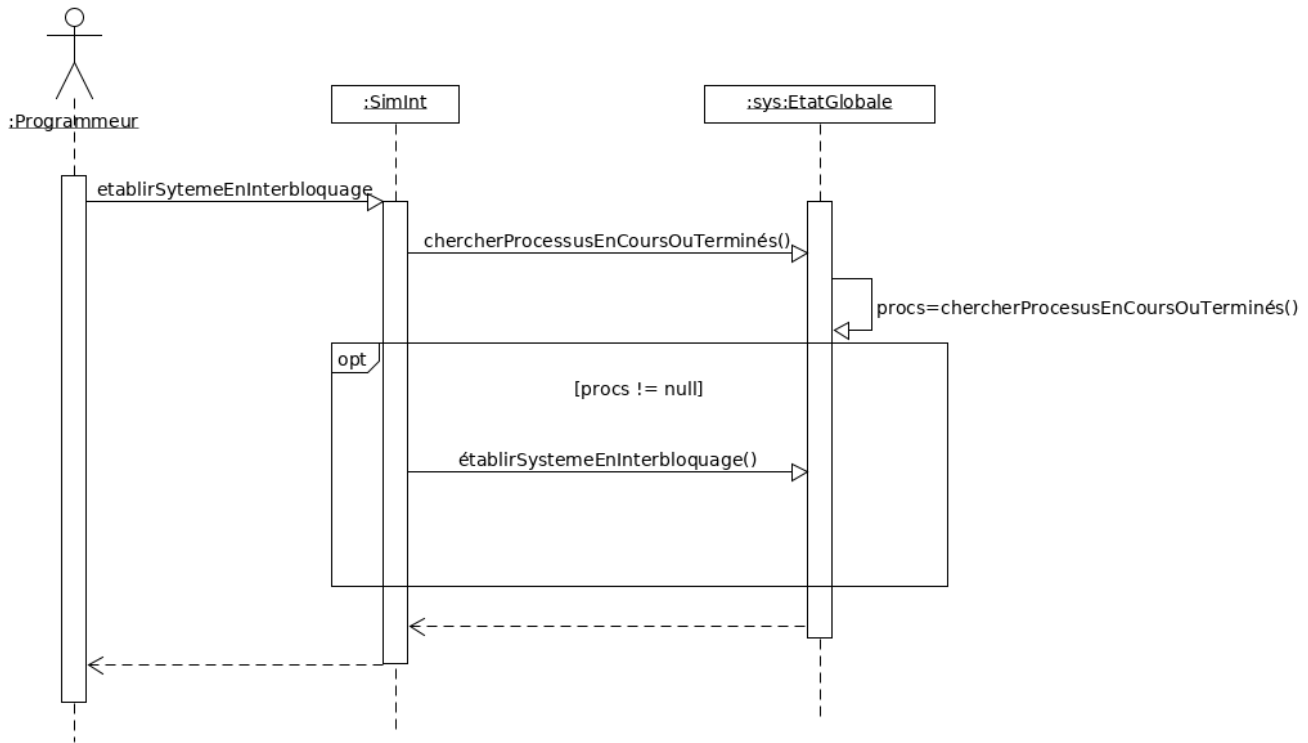 :SimInt
:sys:EtatGlobale
:Programmeur
etablirSytemeEnInterbloquage
chercherProcessusEnCoursOuTerminés()
procs=chercherProcesusEnCoursOuTerminés()
opt
[procs != null]
établirSystemeEnInterbloquage()